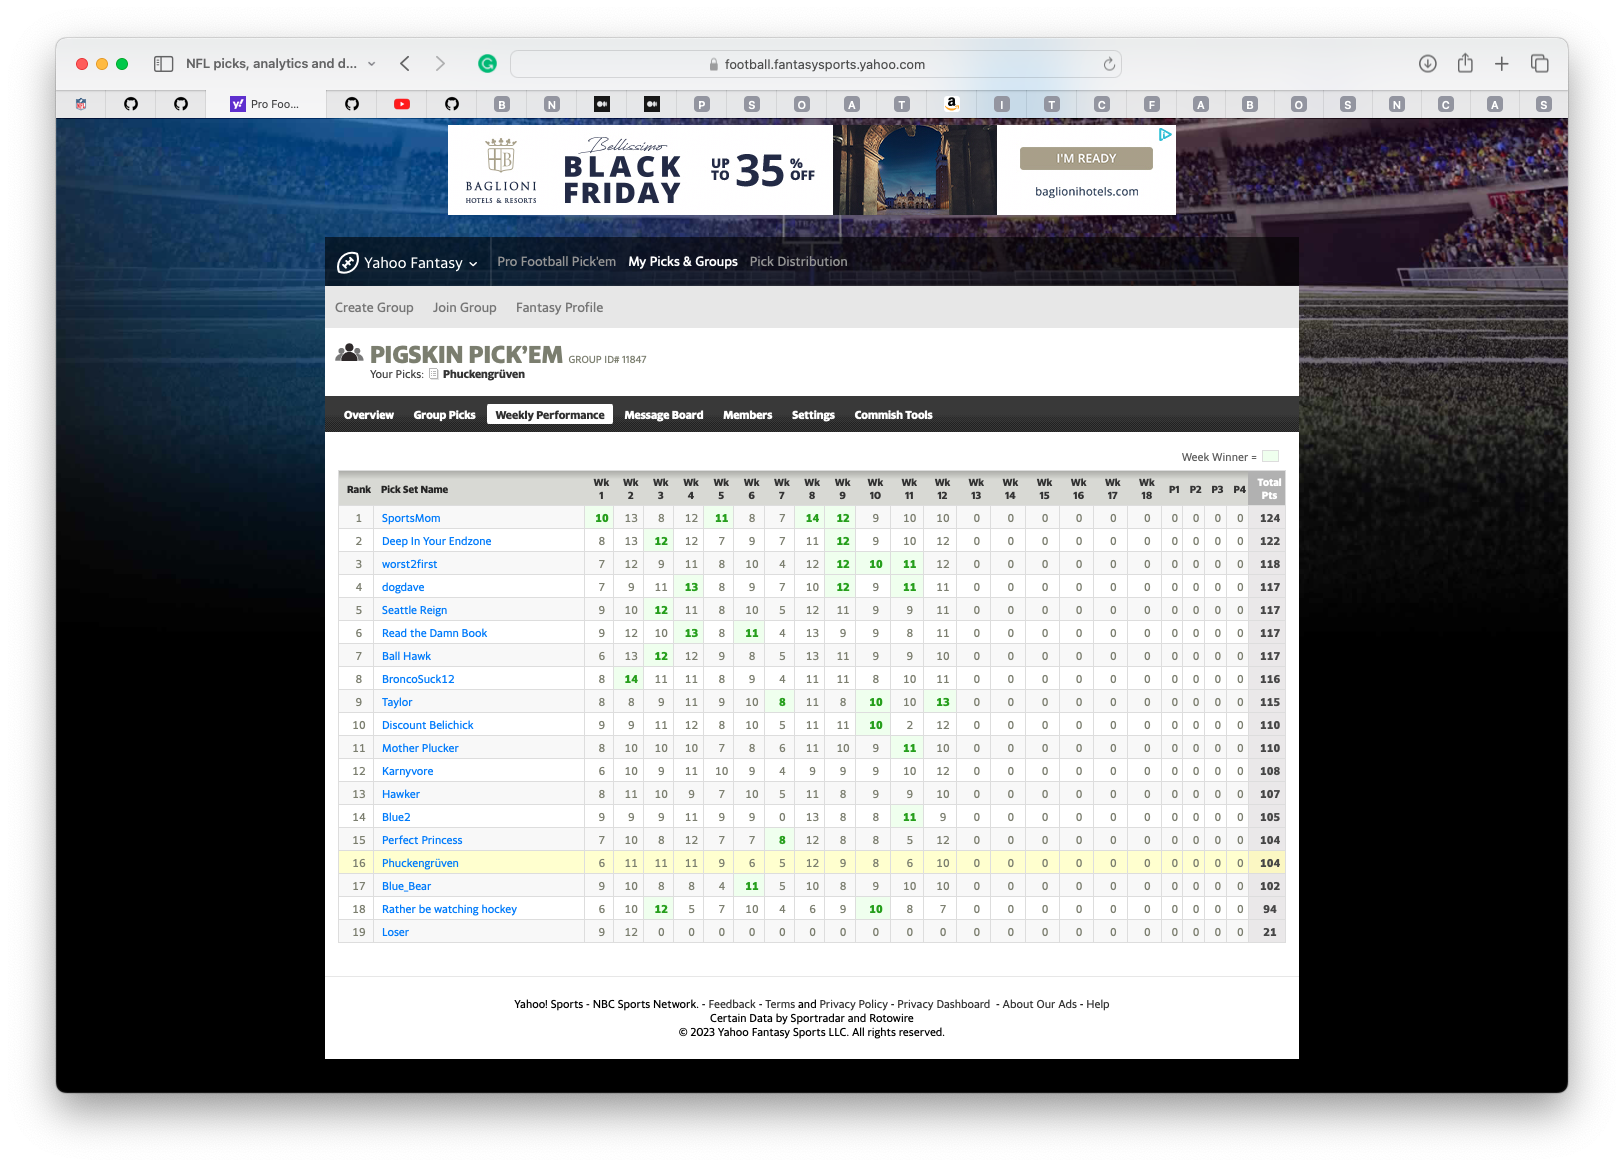 NFL picks, analytics and d...
football.fantasysports.yahoo.com
y! Pro Foo... B N P S O A T a I T C F A B O S N C A S
HB
BAGLIONI
HOTELS & RESORTS
Bellissimo
BLACK
FRIDAY
UP TO 35% OFF
I'M READY
baglionihotels.com
Yahoo Fantasy Pro Football Pick'em My Picks & Groups Pick Distribution
Create Group Join Group Fantasy Profile
PIGSKIN PICK'EM GROUP ID# 11847
Your Picks: Phuckengrüven
Overview Group Picks Weekly Performance Message Board Members Settings Commish Tools
Week Winner =
Rank Pick Set Name Wk 1 Wk 2 Wk 3 Wk 4 Wk 5 Wk 6 Wk 7 Wk 8 Wk 9 Wk 10 Wk 11 Wk 12 Wk 13 Wk 14 Wk 15 Wk 16 Wk 17 Wk 18 P1 P2 P3 P4 Total Pts
1 SportsMom 10 13 8 12 11 8 7 14 12 9 10 10 0 0 0 0 0 0 0 0 0 0 124
2 Deep In Your Endzone 8 13 12 12 7 9 7 11 12 9 10 12 0 0 0 0 0 0 0 0 0 0 122
3 worst2first 7 12 9 11 8 10 4 12 12 10 11 12 0 0 0 0 0 0 0 0 0 0 118
4 dogdave 7 9 11 13 8 9 7 10 12 9 11 11 0 0 0 0 0 0 0 0 0 0 117
5 Seattle Reign 9 10 12 11 8 10 5 12 11 9 9 11 0 0 0 0 0 0 0 0 0 0 117
6 Read the Damn Book 9 12 10 13 8 11 4 13 9 9 8 11 0 0 0 0 0 0 0 0 0 0 117
7 Ball Hawk 6 13 12 12 9 8 5 13 11 9 9 10 0 0 0 0 0 0 0 0 0 0 117
8 BroncoSuck12 8 14 11 11 8 9 4 11 11 8 10 11 0 0 0 0 0 0 0 0 0 0 116
9 Taylor 8 8 9 11 9 10 8 11 8 10 10 13 0 0 0 0 0 0 0 0 0 0 115
10 Discount Belichick 9 9 11 12 8 10 5 11 11 10 2 12 0 0 0 0 0 0 0 0 0 0 110
11 Mother Plucker 8 10 10 10 7 8 6 11 10 9 11 10 0 0 0 0 0 0 0 0 0 0 110
12 Karnyvore 6 10 9 11 10 9 4 9 9 9 10 12 0 0 0 0 0 0 0 0 0 0 108
13 Hawker 8 11 10 9 7 10 5 11 8 9 9 10 0 0 0 0 0 0 0 0 0 0 107
14 Blue2 9 9 9 11 9 9 0 13 8 8 11 9 0 0 0 0 0 0 0 0 0 0 105
15 Perfect Princess 7 10 8 12 7 7 8 12 8 8 5 12 0 0 0 0 0 0 0 0 0 0 104
16 Phuckengrüven 6 11 11 11 9 6 5 12 9 8 6 10 0 0 0 0 0 0 0 0 0 0 104
17 Blue_Bear 9 10 8 8 4 11 5 10 8 9 10 10 0 0 0 0 0 0 0 0 0 0 102
18 Rather be watching hockey 6 10 12 5 7 10 4 6 9 10 8 7 0 0 0 0 0 0 0 0 0 0 94
19 Loser 9 12 0 0 0 0 0 0 0 0 0 0 0 0 0 0 0 0 0 0 0 0 21
Yahoo! Sports - NBC Sports Network. - Feedback - Terms and Privacy Policy - Privacy Dashboard - About Our Ads - Help
Certain Data by Sportradar and Rotowire
© 2023 Yahoo Fantasy Sports LLC. All rights reserved.